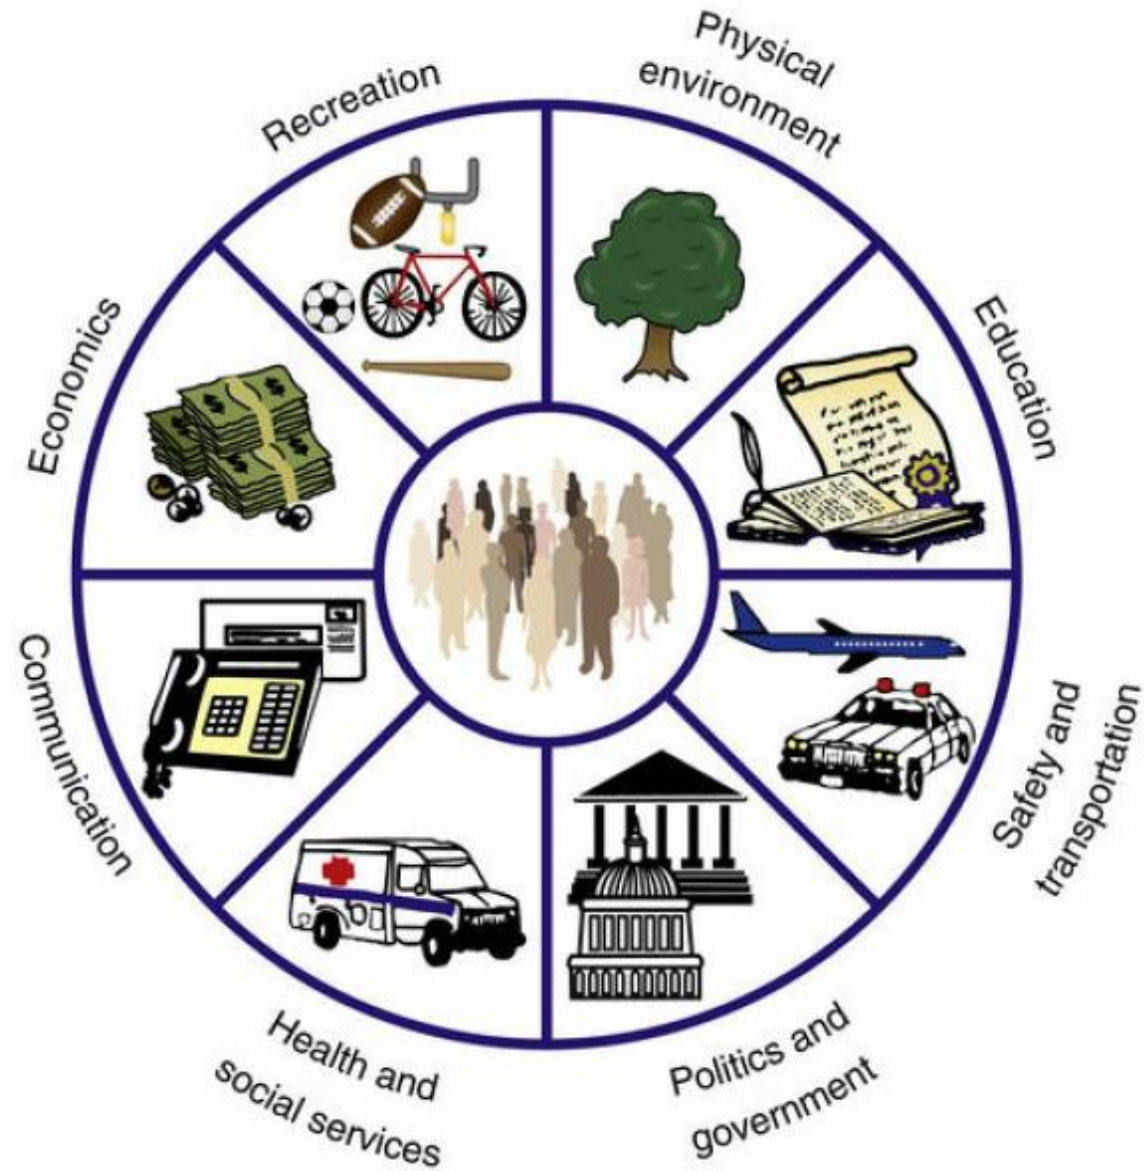 Physical
environment
Education
Safety and
transportation
Politics and
government
Health and
social services
Communication
Economics
Recreation